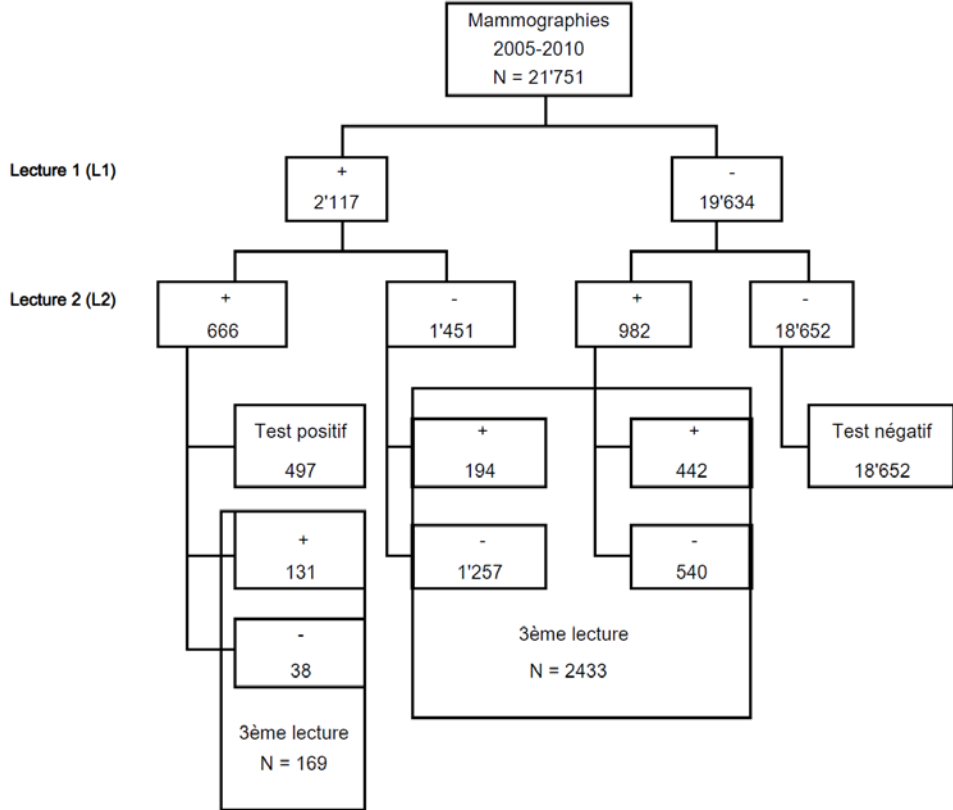 Mammographies
2005-2010
N = 21'751
Lecture 1 (L1)
+
2'117
-
19'634
Lecture 2 (L2)
+
666
-
1'451
+
982
-
18'652
Test positif
497
+
194
+
442
Test négatif
18'652
+
131
-
1'257
-
540
-
38
3ème lecture
N = 2433
3ème lecture
N = 169